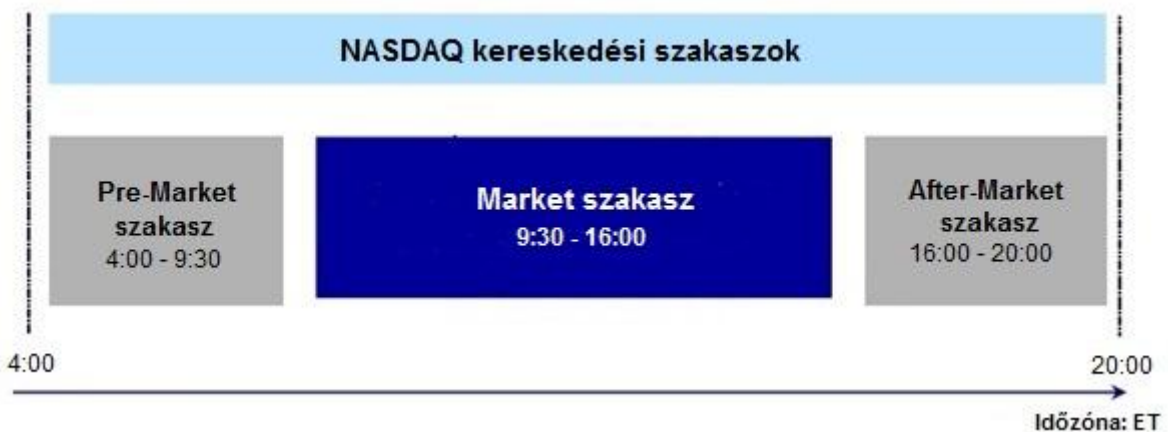 NASDAQ kereskedési szakaszok
Pre-Market
szakasz
4:00 - 9:30
Market szakasz
9:30 - 16:00
After-Market
szakasz
16:00 - 20:00
4:00
20:00
Időzóna: ET